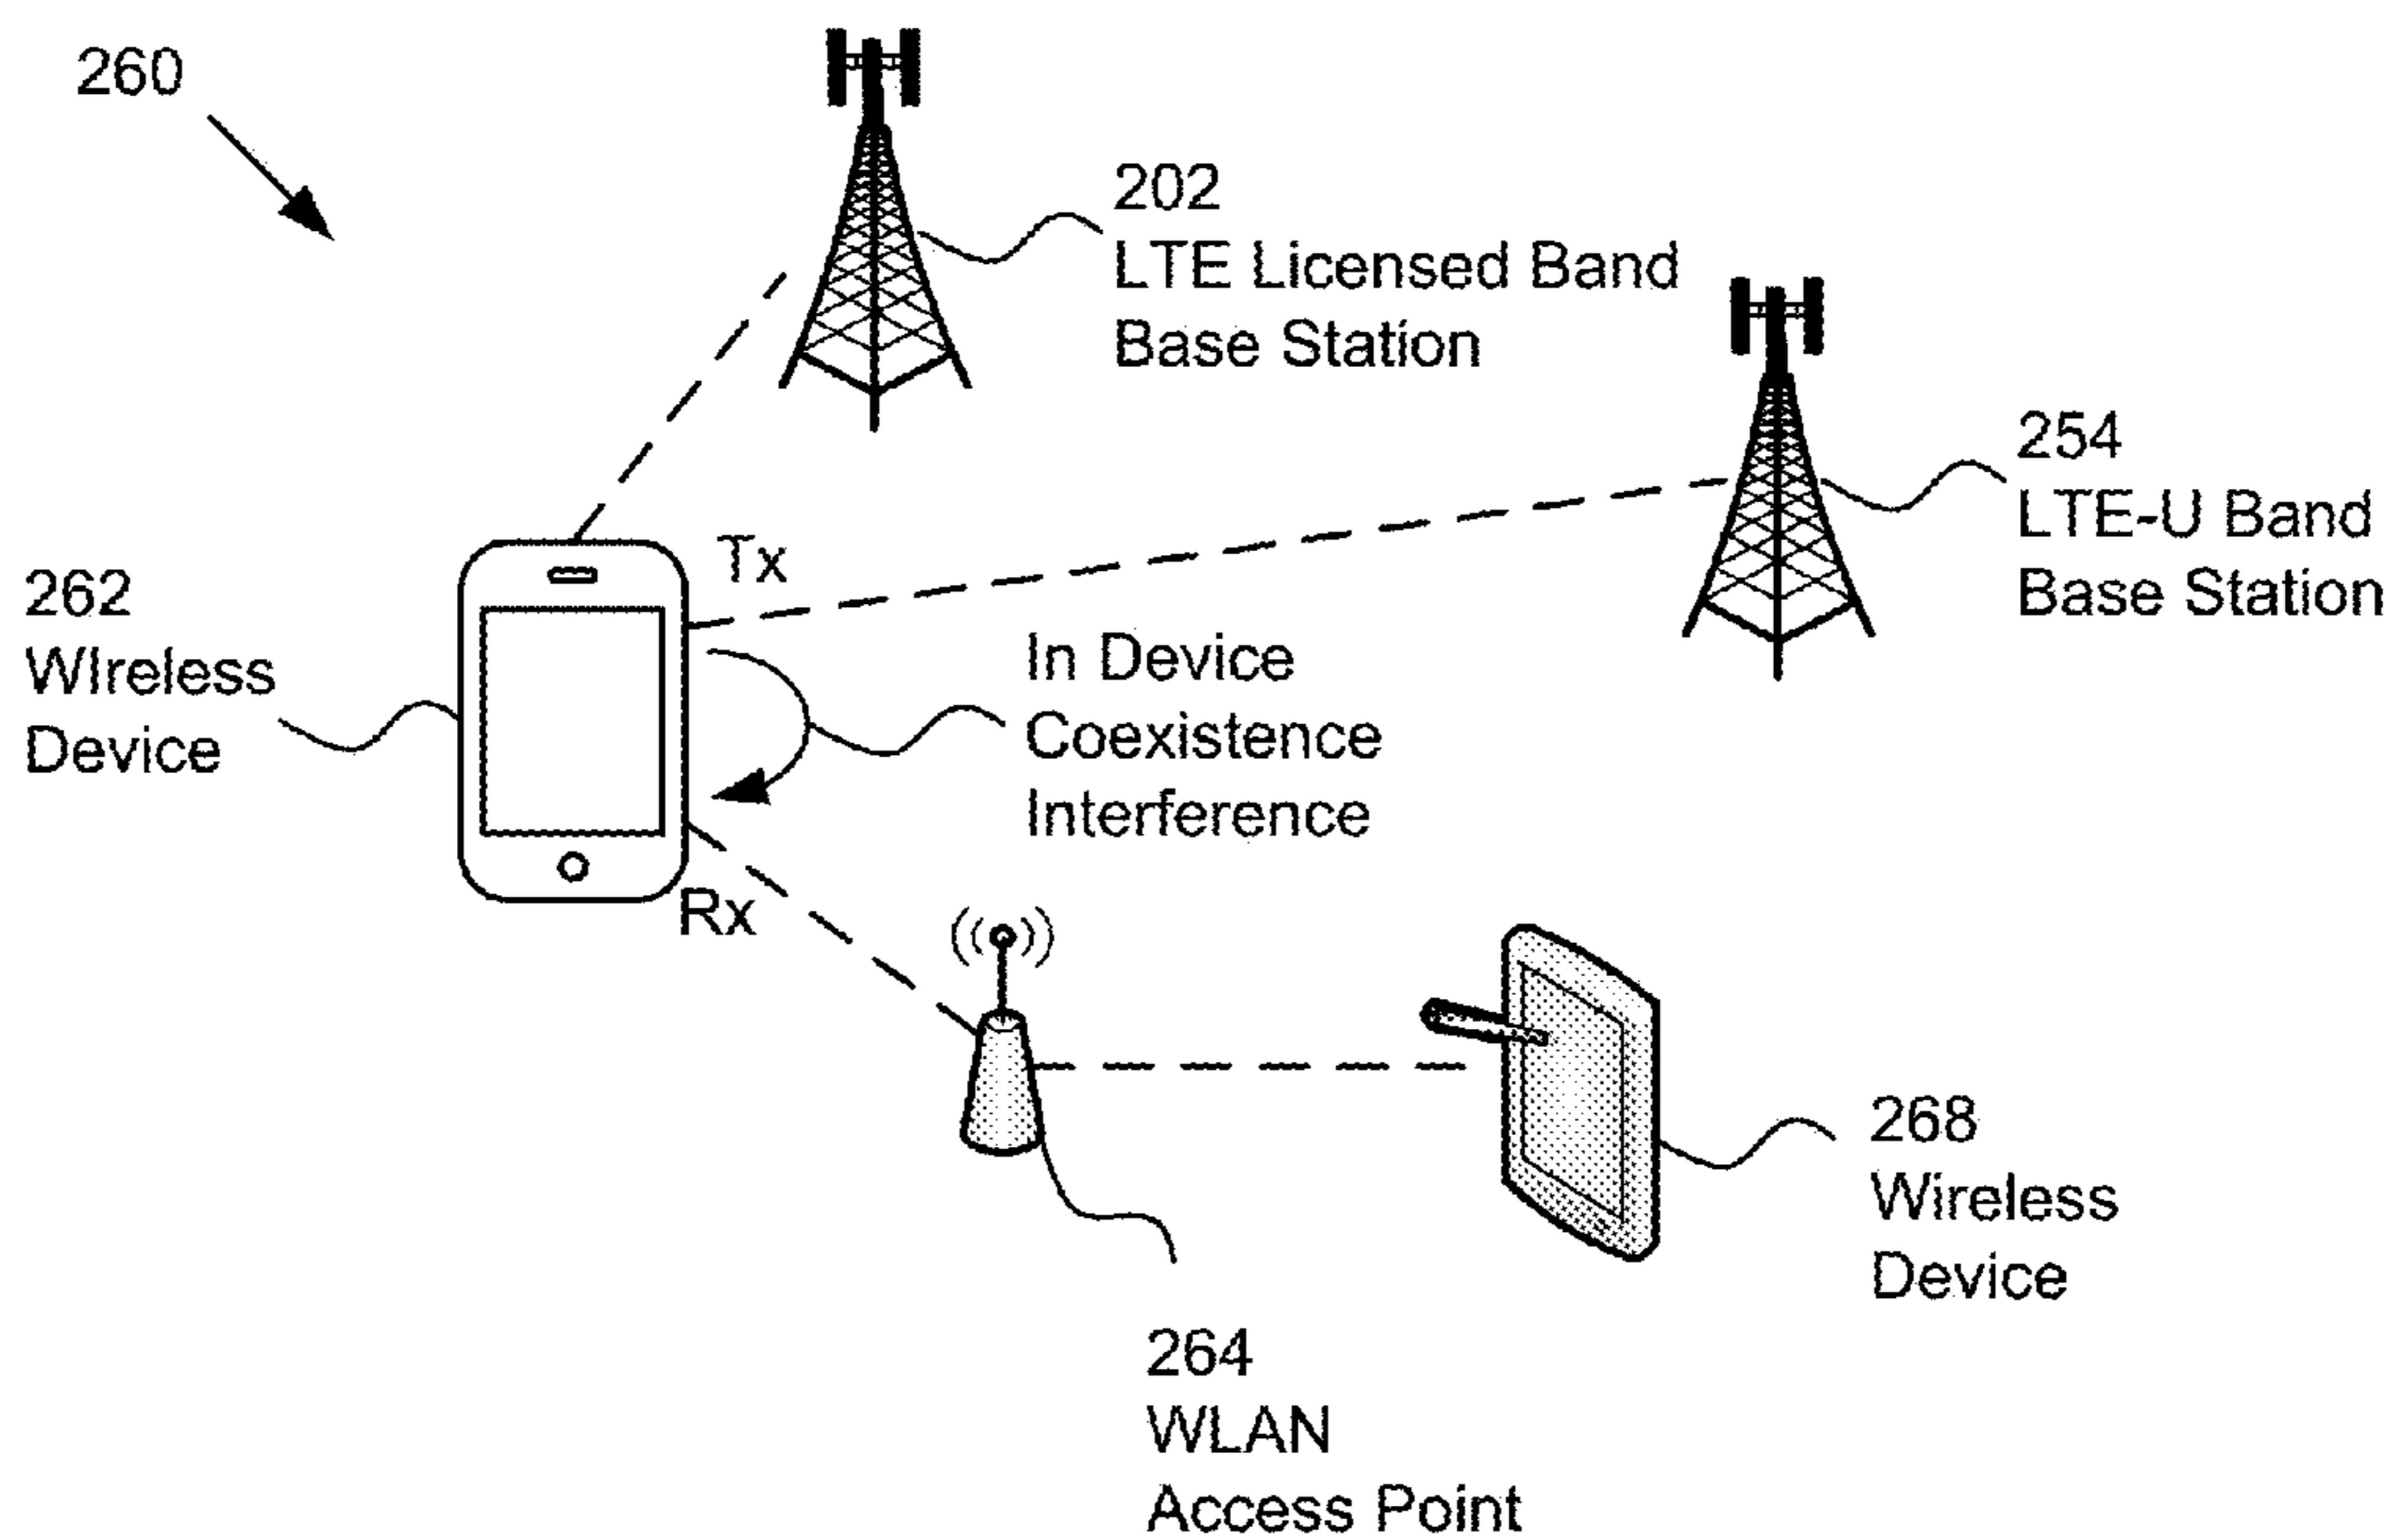 260
202
LTE Licensed Band
Base Station
254
LTE-U Band
Base Station
Tx
262
WIreless
Device
In Device
Coexistence
Interference
Rx
268
Wireless
Device
264
WLAN
Access Point